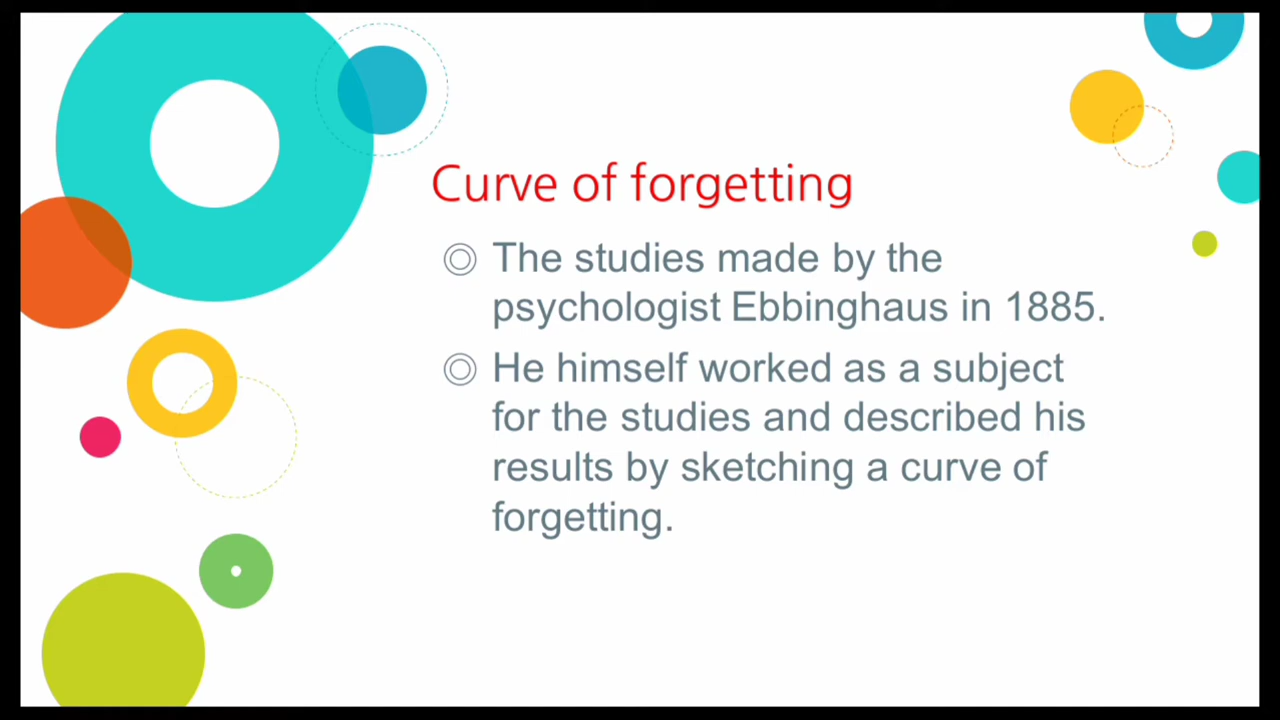 Curve of forgetting
The studies made by the
psychologist Ebbinghaus in 1885.
He himself worked as a subject
for the studies and described his
results by sketching a curve of
forgetting.